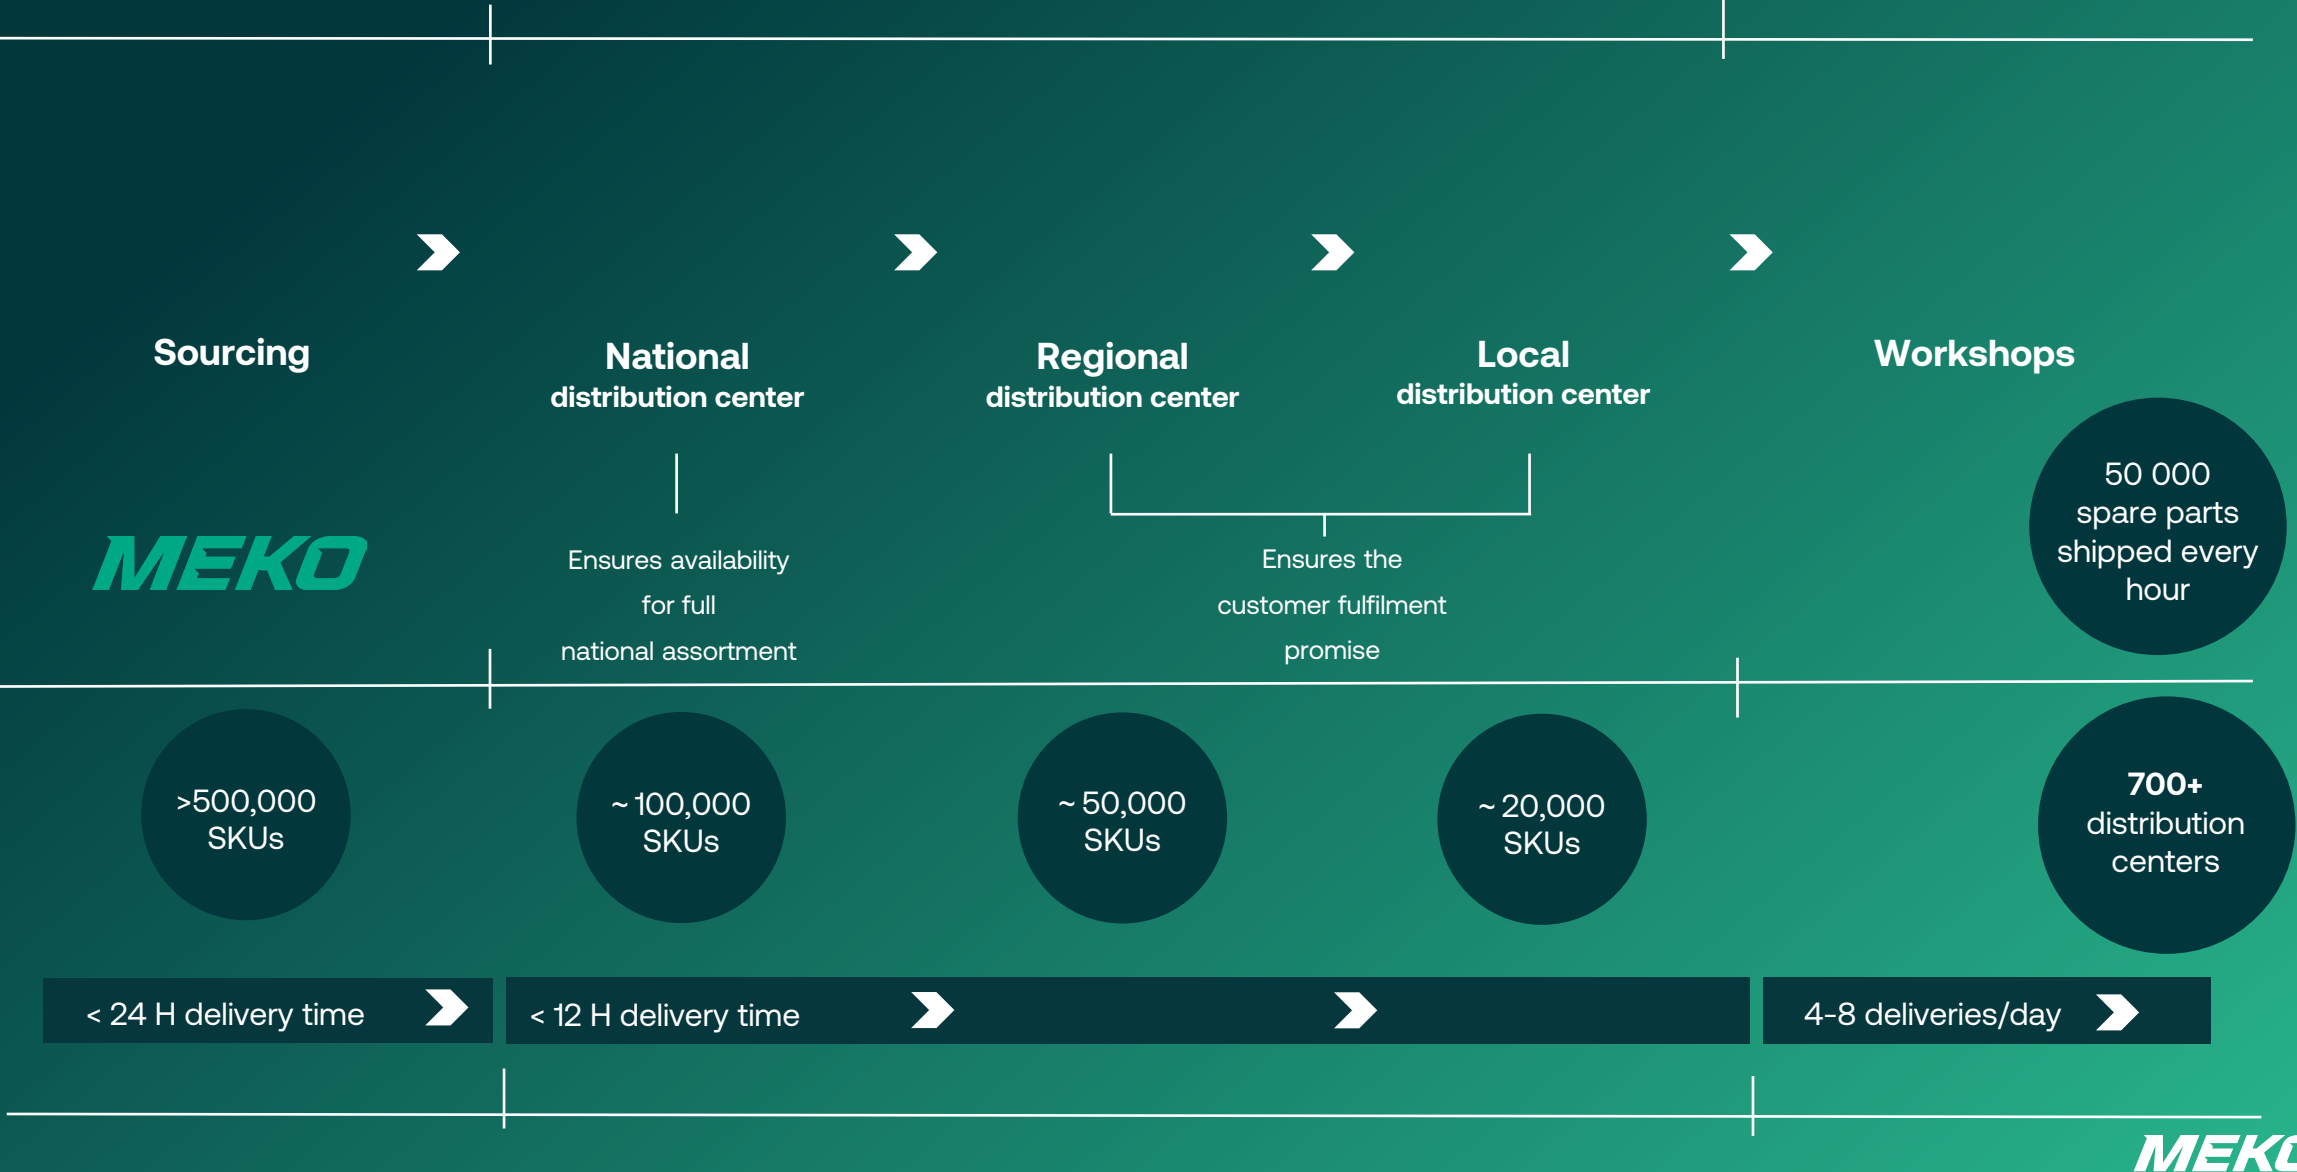 Sourcing
National
distribution center
Regional
distribution center
Local
distribution center
Workshops
MEKO
Ensures availability
for full
national assortment
Ensures the
customer fulfilment
promise
50 000
spare parts
shipped every
hour
>500,000
SKUs
~ 100,000
SKUs
~ 50,000
SKUs
~ 20,000
SKUs
700+
distribution
centers
< 24 H delivery time
< 12 H delivery time
4-8 deliveries/day
MEKO